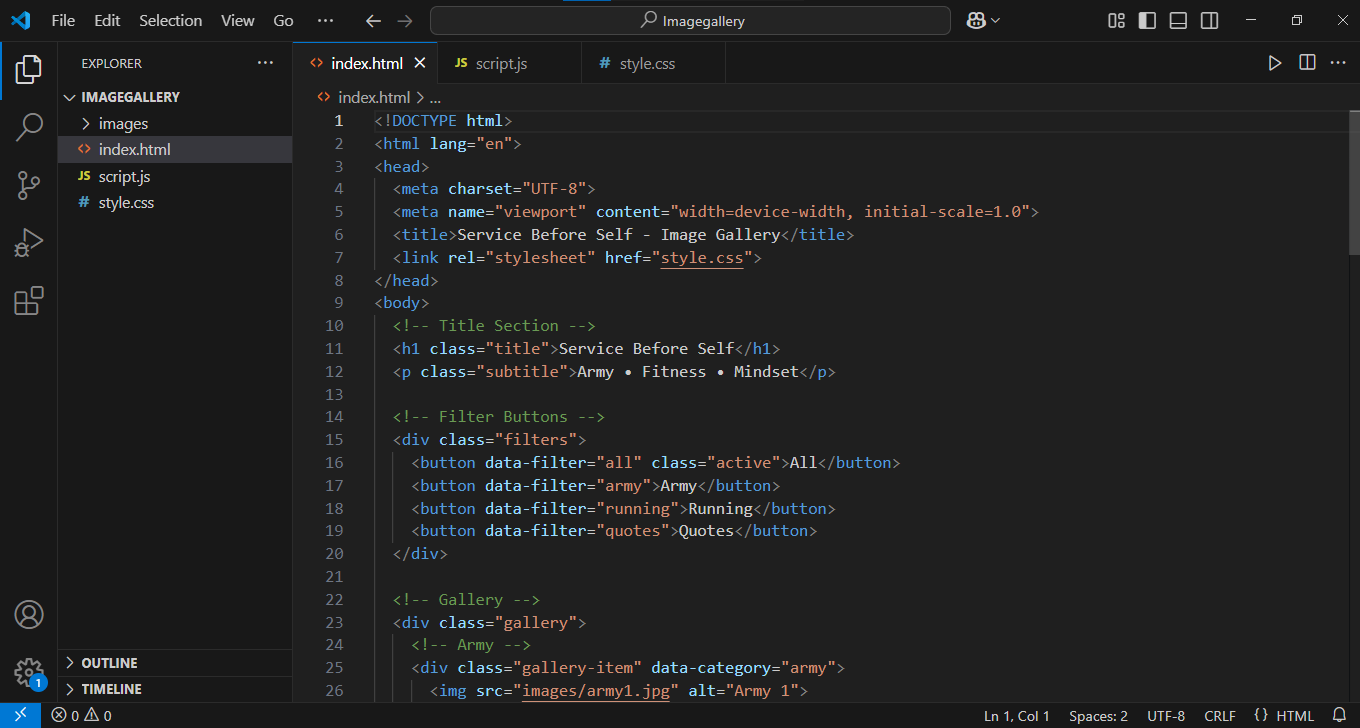 File Edit Selection View Go ··· Imagegallery
EXPLORER ···
IMAGEGALLERY
images
index.html
script.js
style.css
OUTLINE
TIMELINE
index.html JS script.js # style.css
index.html > ...
1 <!DOCTYPE html>
2 <html lang="en">
3 <head>
4 <meta charset="UTF-8">
5 <meta name="viewport" content="width=device-width, initial-scale=1.0">
6 <title>Service Before Self - Image Gallery</title>
7 <link rel="stylesheet" href="style.css">
8 </head>
9 <body>
10 <!-- Title Section -->
11 <h1 class="title">Service Before Self</h1>
12 <p class="subtitle">Army • Fitness • Mindset</p>
13
14 <!-- Filter Buttons -->
15 <div class="filters">
16 <button data-filter="all" class="active">All</button>
17 <button data-filter="army">Army</button>
18 <button data-filter="running">Running</button>
19 <button data-filter="quotes">Quotes</button>
20 </div>
21
22 <!-- Gallery -->
23 <div class="gallery">
24 <!-- Army -->
25 <div class="gallery-item" data-category="army">
26 <img src="images/army1.jpg" alt="Army 1">
1
0 0 Ln 1, Col 1 Spaces: 2 UTF-8 CRLF {} HTML